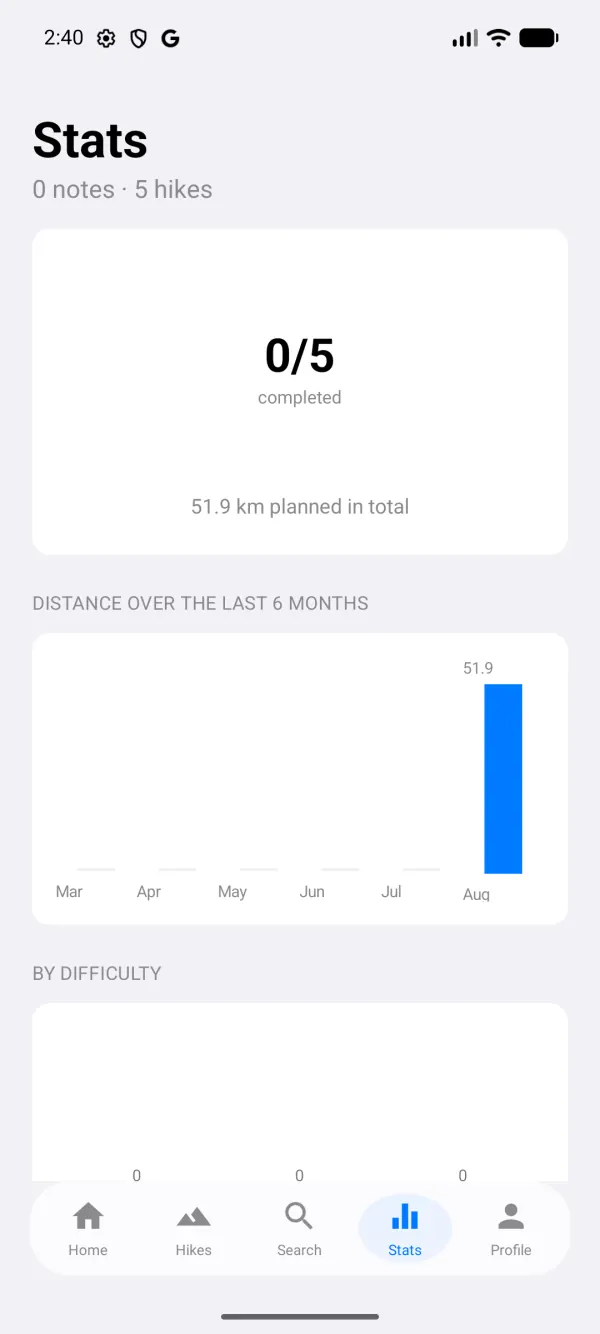 2:40
Stats
0 notes · 5 hikes
0/5
completed
51.9 km planned in total
DISTANCE OVER THE LAST 6 MONTHS
51.9
Mar Apr May Jun Jul Aug
BY DIFFICULTY
0 0 0
Home Hikes Search Stats Profile